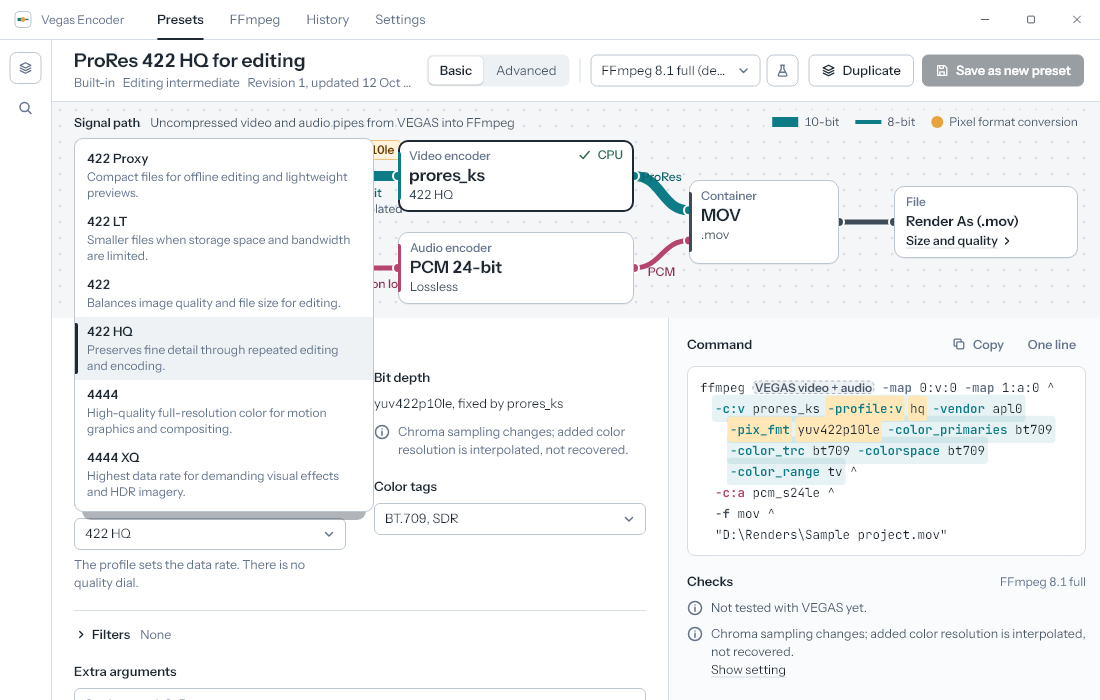 Vegas Encoder
Presets
FFmpeg
History
Settings
ProRes 422 HQ for editing
Built-in Editing intermediate Revision 1, updated 12 Oct ...
Basic
Advanced
FFmpeg 8.1 full (de...
Duplicate
Save as new preset
Signal path Uncompressed video and audio pipes from VEGAS into FFmpeg
10-bit
8-bit
Pixel format conversion
422 Proxy
Compact files for offline editing and lightweight
previews.
422 LT
Smaller files when storage space and bandwidth
are limited.
422
Balances image quality and file size for editing.
422 HQ
Preserves fine detail through repeated editing
and encoding.
4444
High-quality full-resolution color for motion
graphics and compositing.
4444 XQ
Highest data rate for demanding visual effects
and HDR imagery.
10le
Video encoder
CPU
prores_ks
422 HQ
ProRes
Audio encoder
PCM 24-bit
Lossless
PCM
Container
MOV
.mov
File
Render As (.mov)
Size and quality
422 HQ
The profile sets the data rate. There is no
quality dial.
Bit depth
yuv422p10le, fixed by prores_ks
Chroma sampling changes; added color
resolution is interpolated, not recovered.
Color tags
BT.709, SDR
Filters None
Extra arguments
Command
Copy
One line
ffmpeg VEGAS video + audio -map 0:v:0 -map 1:a:0 ^
-c:v prores_ks -profile:v hq -vendor apl0
-pix_fmt yuv422p10le -color_primaries bt709
-color_trc bt709 -colorspace bt709
-color_range tv ^
-c:a pcm_s24le ^
-f mov ^
"D:\Renders\Sample project.mov"
Checks
FFmpeg 8.1 full
Not tested with VEGAS yet.
Chroma sampling changes; added color resolution is interpolated,
not recovered.
Show setting